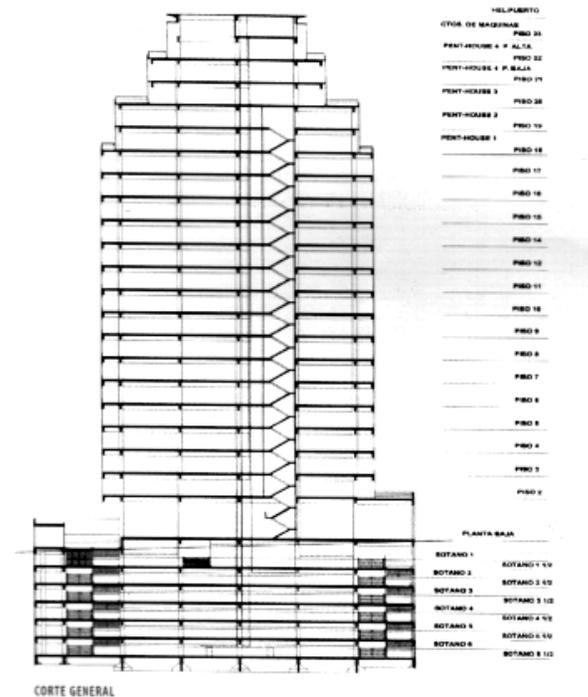 HELIPUERTO
CTOS. DE MAQUINAS
PISO 23
PENT-HOUSE 4 P. ALTA
PISO 22
PENT-HOUSE 4 P. BAJA
PISO 21
PENT-HOUSE 3
PISO 20
PENT-HOUSE 2
PISO 19
PENT-HOUSE 1
PISO 18
PISO 17
PISO 16
PISO 15
PISO 14
PISO 12
PISO 11
PISO 10
PISO 9
PISO 8
PISO 7
PISO 6
PISO 5
PISO 4
PISO 3
PISO 2
PLANTA BAJA
SOTANO 1
SOTANO 1 1/2
SOTANO 2
SOTANO 2 1/2
SOTANO 3
SOTANO 3 1/2
SOTANO 4
SOTANO 4 1/2
SOTANO 5
SOTANO 5 1/2
SOTANO 6
SOTANO 6 1/2
CORTE GENERAL